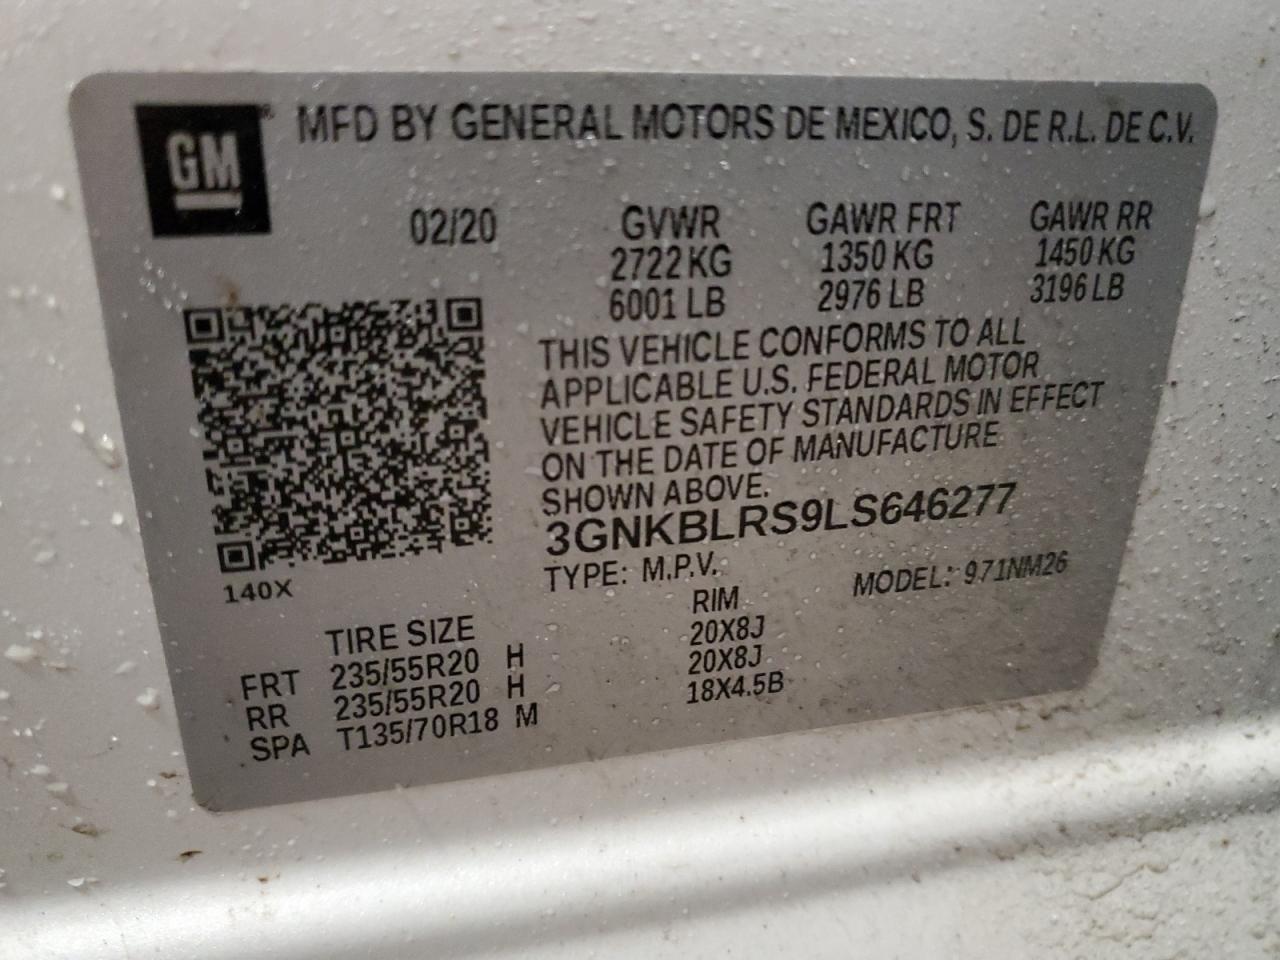 GM® MFD BY GENERAL MOTORS DE MEXICO, S. DE R.L. DE C.V.
02/20 GVWR GAWR FRT GAWR RR
2722 KG 1350 KG 1450 KG
6001 LB 2976 LB 3196 LB
THIS VEHICLE CONFORMS TO ALL
APPLICABLE U.S. FEDERAL MOTOR
VEHICLE SAFETY STANDARDS IN EFFECT
ON THE DATE OF MANUFACTURE
SHOWN ABOVE.
3GNKBLRS9LS646277
TYPE: M.P.V. MODEL: 971NM26
140X
TIRE SIZE RIM
FRT 235/55R20 H 20X8J
RR 235/55R20 H 20X8J
SPA T135/70R18 M 18X4.5B